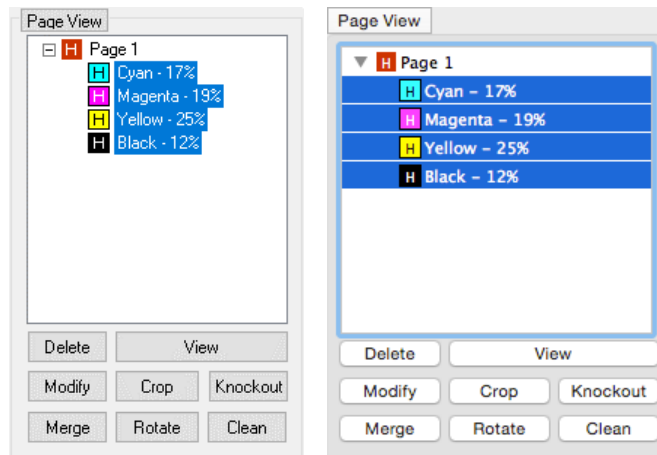 Page View
H Page 1
H Cyan - 17%
H Magenta - 19%
H Yellow - 25%
H Black - 12%
Delete View
Modify Crop Knockout
Merge Rotate Clean
Page View
H Page 1
H Cyan – 17%
H Magenta – 19%
H Yellow – 25%
H Black – 12%
Delete View
Modify Crop Knockout
Merge Rotate Clean